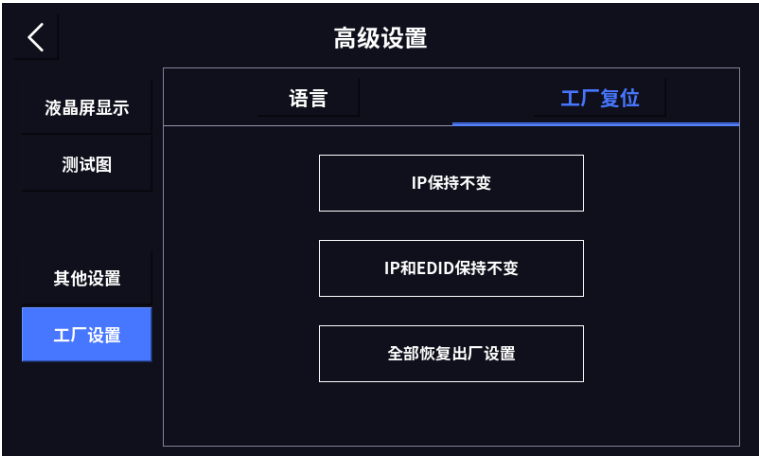 高级设置
液晶屏显示
测试图
其他设置
工厂设置
语言
工厂复位
IP保持不变
IP和EDID保持不变
全部恢复出厂设置